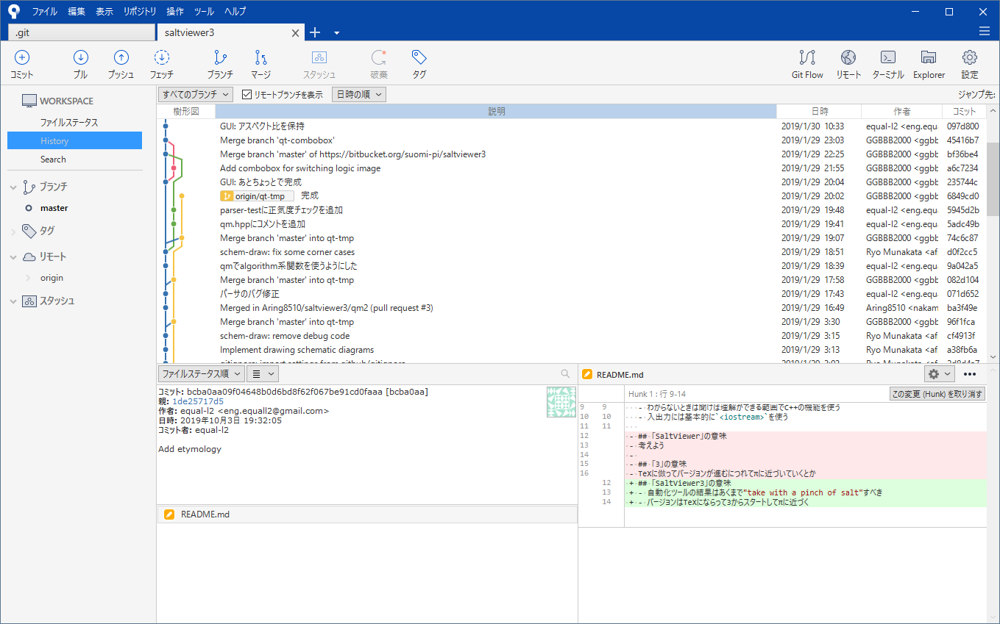 ファイル 編集 表示 リポジトリ 操作 ツール ヘルプ
.git saltviewer3
コミット プル プッシュ フェッチ ブランチ マージ スタッシュ 破棄 タグ Git Flow リモート ターミナル Explorer 設定
WORKSPACE
ファイルステータス
History
Search
ブランチ
master
タグ
リモート
origin
スタッシュ
すべてのブランチ リモートブランチを表示 日時の順 ジャンプ先:
樹形図 説明 日時 作者 コミット
GUI: アスペクト比を保持 2019/1/30 10:33 equal-l2 <eng.equa 097d800
Merge branch 'qt-combobox' 2019/1/29 23:03 GGBBB2000 <ggbb 45416b7
Merge branch 'master' of https://bitbucket.org/suomi-pi/saltviewer3 2019/1/29 22:25 GGBBB2000 <ggbb bf36be4
Add combobox for switching logic image 2019/1/29 21:55 GGBBB2000 <ggbb a6c7234
GUI: あとちょっとで完成 2019/1/29 20:04 GGBBB2000 <ggbb 235744c
origin/qt-tmp 完成 2019/1/29 20:02 GGBBB2000 <ggbb 6849cd0
parser-testに正気度チェックを追加 2019/1/29 19:48 equal-l2 <eng.equa 5945d2b
qm.hppにコメントを追加 2019/1/29 19:41 equal-l2 <eng.equa 5adc49b
Merge branch 'master' into qt-tmp 2019/1/29 19:07 GGBBB2000 <ggbb 74c6c87
schem-draw: fix some corner cases 2019/1/29 18:51 Ryo Munakata <af d0f2cc5
qmでalgorithm系関数を使うようにした 2019/1/29 18:39 equal-l2 <eng.equa 9a042a5
Merge branch 'master' into qt-tmp 2019/1/29 17:58 GGBBB2000 <ggbb 082d104
パーサのバグ修正 2019/1/29 17:43 equal-l2 <eng.equa 071d652
Merged in Aring8510/saltviewer3/qm2 (pull request #3) 2019/1/29 16:49 Aring8510 <nakam ba3f49e
Merge branch 'master' into qt-tmp 2019/1/29 3:30 GGBBB2000 <ggbb 96f1fca
schem-draw: remove debug code 2019/1/29 3:15 Ryo Munakata <af cf4913f
Implement drawing schematic diagrams 2019/1/29 3:13 Ryo Munakata <af a38fb6a
ファイルステータス順
コミット: bcba0aa09f04648b0d6bd8f62f067be91cd0faaa [bcba0aa]
親: 1de25717d5
作者: equal-l2 <eng.equall2@gmail.com>
日時: 2019年10月3日 19:32:05
コミット者: equal-l2
Add etymology
README.md
README.md
Hunk 1 : 行 9-14 この変更 (Hunk) を取り消す
9 9 - わからないときは聞けば理解ができる範囲でC++の機能を使う
10 10 - 入出力には基本的に`<iostream>`を使う
11 11
12 - ## 「SaltViewer」の意味
13 - 考えよう
14 -
15 - ## 「3」の意味
16 - TeXに倣ってバージョンが進むにつれてπに近づいていくとか
12 + ## 「SaltViewer3」の意味
13 + - 自動化ツールの結果はあくまで"take with a pinch of salt"すべき
14 + - バージョンはTeXにならって3からスタートしてπに近づく